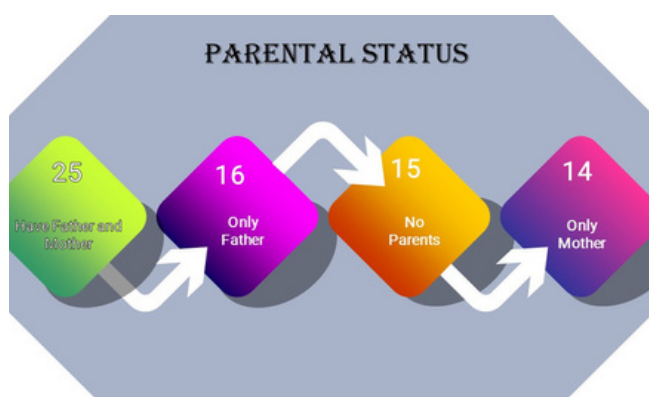 PARENTAL STATUS
25
Have Father and
Mother
16
Only
Father
15
No
Parents
14
Only
Mother